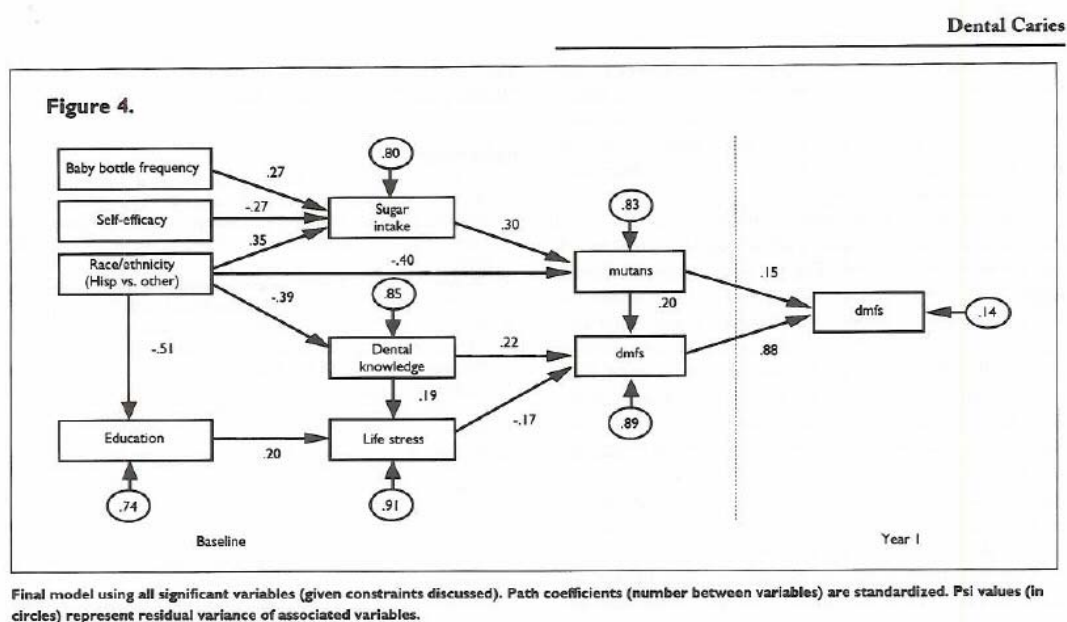 Dental Caries
Figure 4.
Baby bottle frequency
.27
.80
Self-efficacy
-.27
Sugar
intake
.30
.83
Race/ethnicity
(Hisp vs. other)
.35
-.40
mutans
.15
-.39
.85
.20
dmfs
.14
-.51
Dental
knowledge
.22
dmfs
.88
.19
-.17
Education
.20
Life stress
.89
.74
.91
Baseline
Year 1
Final model using all significant variables (given constraints discussed). Path coefficients (number between variables) are standardized. Psi values (in
circles) represent residual variance of associated variables.